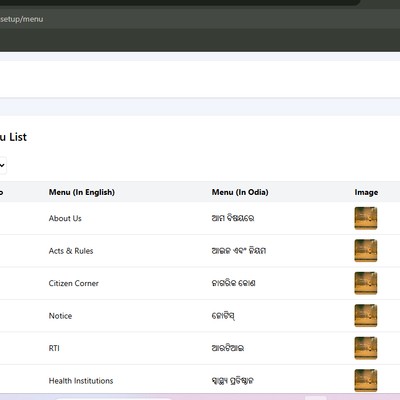 setup/menu
u List
o Menu (In English) Menu (In Odia) Image
About Us ଆମ ବିଷୟରେ
Acts & Rules ଆଇନ ଏବଂ ନିୟମ
Citizen Corner ନାଗରିକ କୋଣ
Notice ନୋଟିସ୍
RTI ଆରଟିଆଇ
Health Institutions ସ୍ୱାସ୍ଥ୍ୟ ପ୍ରତିଷ୍ଠାନ